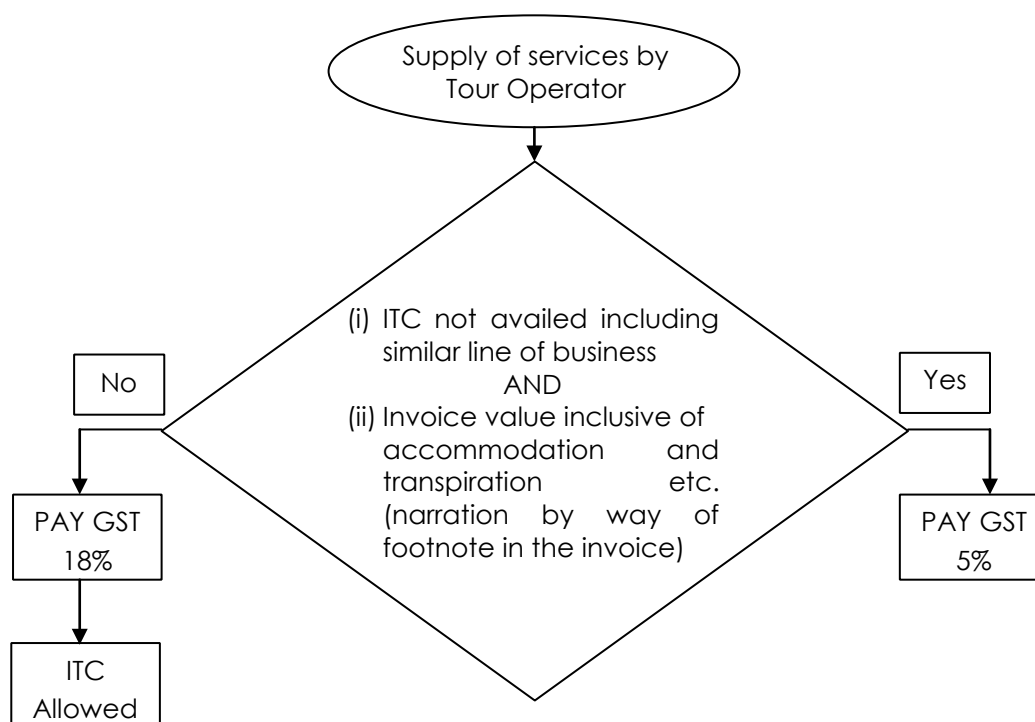 Supply of services by
Tour Operator
(i) ITC not availed including
similar line of business
AND
(ii) Invoice value inclusive of
accommodation and
transpiration etc.
(narration by way of
footnote in the invoice)
No
Yes
PAY GST
18%
PAY GST
5%
ITC
Allowed